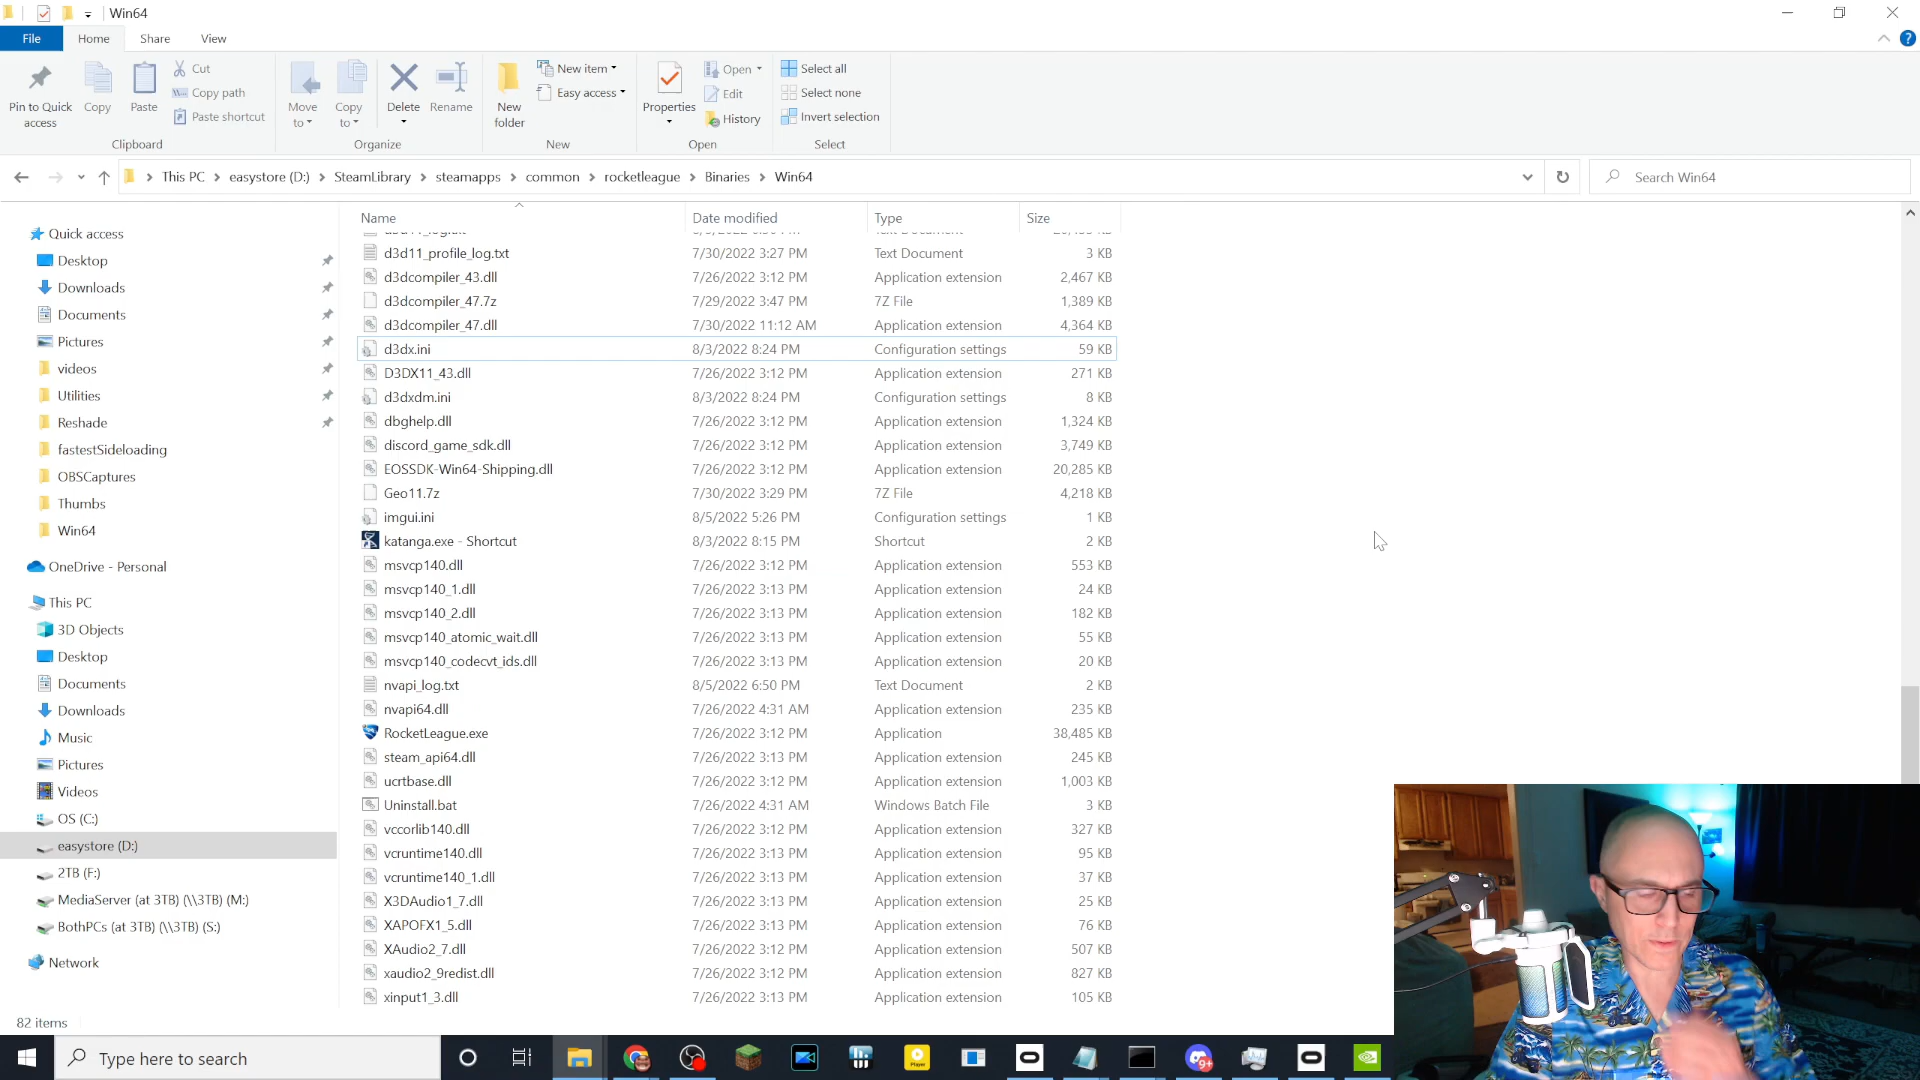 Win64
File Home Share View
Pin to Quick access
Copy
Paste
Cut
Copy path
Paste shortcut
Clipboard
Move to
Copy to
Delete
Rename
Organize
New folder
New item
Easy access
New
Properties
Open
Edit
History
Open
Select all
Select none
Invert selection
Select
This PC > easystore (D:) > SteamLibrary > steamapps > common > rocketleague > Binaries > Win64
Search Win64
Quick access
Desktop
Downloads
Documents
Pictures
videos
Utilities
Reshade
fastestSideloading
OBSCaptures
Thumbs
Win64
OneDrive - Personal
This PC
3D Objects
Desktop
Documents
Downloads
Music
Pictures
Videos
OS (C:)
easystore (D:)
2TB (F:)
MediaServer (at 3TB) (\\3TB) (M:)
BothPCs (at 3TB) (\\3TB) (S:)
Network
Name Date modified Type Size
d3d11_profile_log.txt 7/30/2022 3:27 PM Text Document 3 KB
d3dcompiler_43.dll 7/26/2022 3:12 PM Application extension 2,467 KB
d3dcompiler_47.7z 7/29/2022 3:47 PM 7Z File 1,389 KB
d3dcompiler_47.dll 7/30/2022 11:12 AM Application extension 4,364 KB
d3dx.ini 8/3/2022 8:24 PM Configuration settings 59 KB
D3DX11_43.dll 7/26/2022 3:12 PM Application extension 271 KB
d3dxdm.ini 8/3/2022 8:24 PM Configuration settings 8 KB
dbghelp.dll 7/26/2022 3:12 PM Application extension 1,324 KB
discord_game_sdk.dll 7/26/2022 3:12 PM Application extension 3,749 KB
EOSSDK-Win64-Shipping.dll 7/26/2022 3:12 PM Application extension 20,285 KB
Geo11.7z 7/30/2022 3:29 PM 7Z File 4,218 KB
imgui.ini 8/5/2022 5:26 PM Configuration settings 1 KB
katanga.exe - Shortcut 8/3/2022 8:15 PM Shortcut 2 KB
msvcp140.dll 7/26/2022 3:12 PM Application extension 553 KB
msvcp140_1.dll 7/26/2022 3:13 PM Application extension 24 KB
msvcp140_2.dll 7/26/2022 3:13 PM Application extension 182 KB
msvcp140_atomic_wait.dll 7/26/2022 3:13 PM Application extension 55 KB
msvcp140_codecvt_ids.dll 7/26/2022 3:13 PM Application extension 20 KB
nvapi_log.txt 8/5/2022 6:50 PM Text Document 2 KB
nvapi64.dll 7/26/2022 4:31 AM Application extension 235 KB
RocketLeague.exe 7/26/2022 3:12 PM Application 38,485 KB
steam_api64.dll 7/26/2022 3:13 PM Application extension 245 KB
ucrtbase.dll 7/26/2022 3:12 PM Application extension 1,003 KB
Uninstall.bat 7/26/2022 4:31 AM Windows Batch File 3 KB
vccorlib140.dll 7/26/2022 3:12 PM Application extension 327 KB
vcruntime140.dll 7/26/2022 3:13 PM Application extension 95 KB
vcruntime140_1.dll 7/26/2022 3:13 PM Application extension 37 KB
X3DAudio1_7.dll 7/26/2022 3:13 PM Application extension 25 KB
XAPOFX1_5.dll 7/26/2022 3:13 PM Application extension 76 KB
XAudio2_7.dll 7/26/2022 3:12 PM Application extension 507 KB
xaudio2_9redist.dll 7/26/2022 3:12 PM Application extension 827 KB
xinput1_3.dll 7/26/2022 3:13 PM Application extension 105 KB
82 items
Type here to search